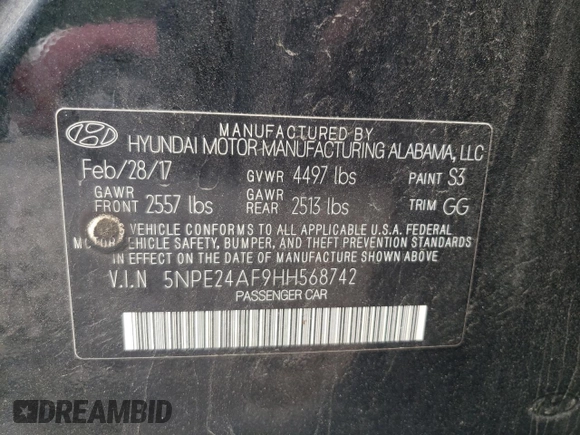 MANUFACTURED BY
HYUNDAI MOTOR MANUFACTURING ALABAMA, LLC
Feb/28/17 GVWR 4497 lbs PAINT S3
GAWR FRONT 2557 lbs GAWR REAR 2513 lbs TRIM GG
VEHICLE CONFORMS TO ALL APPLICABLE U.S.A. FEDERAL
VEHICLE SAFETY, BUMPER, AND THEFT PREVENTION STANDARDS
IN EFFECT ON THE DATE OF MANUFACTURE SHOWN ABOVE.
V.I.N 5NPE24AF9HH568742
PASSENGER CAR
DREAMBID